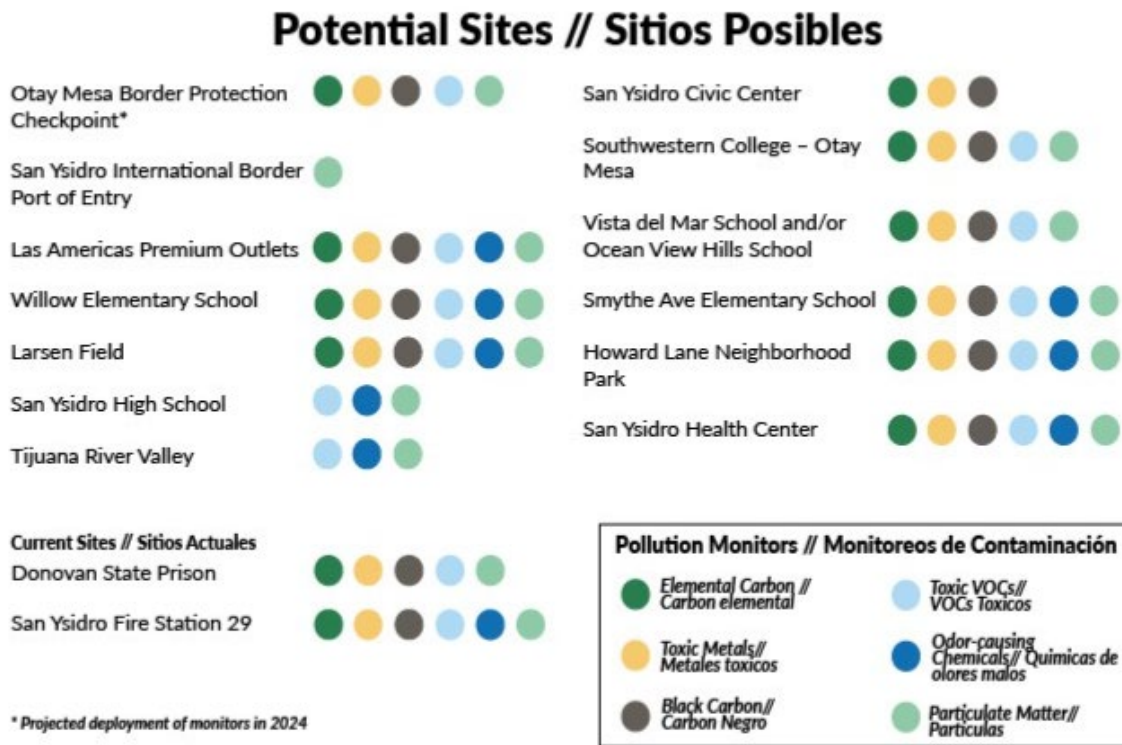 Potential Sites // Sitios Posibles
Otay Mesa Border Protection
Checkpoint*
San Ysidro International Border
Port of Entry
Las Americas Premium Outlets
Willow Elementary School
Larsen Field
San Ysidro High School
Tijuana River Valley
San Ysidro Civic Center
Southwestern College – Otay
Mesa
Vista del Mar School and/or
Ocean View Hills School
Smythe Ave Elementary School
Howard Lane Neighborhood
Park
San Ysidro Health Center
Current Sites // Sitios Actuales
Donovan State Prison
San Ysidro Fire Station 29
* Projected deployment of monitors in 2024
Pollution Monitors // Monitoreos de Contaminación
Elemental Carbon //
Carbon elemental
Toxic Metals//
Metales toxicos
Black Carbon//
Carbon Negro
Toxic VOCs//
VOCs Toxicos
Odor-causing
Chemicals// Quimicas de
olores malos
Particulate Matter//
Particulas